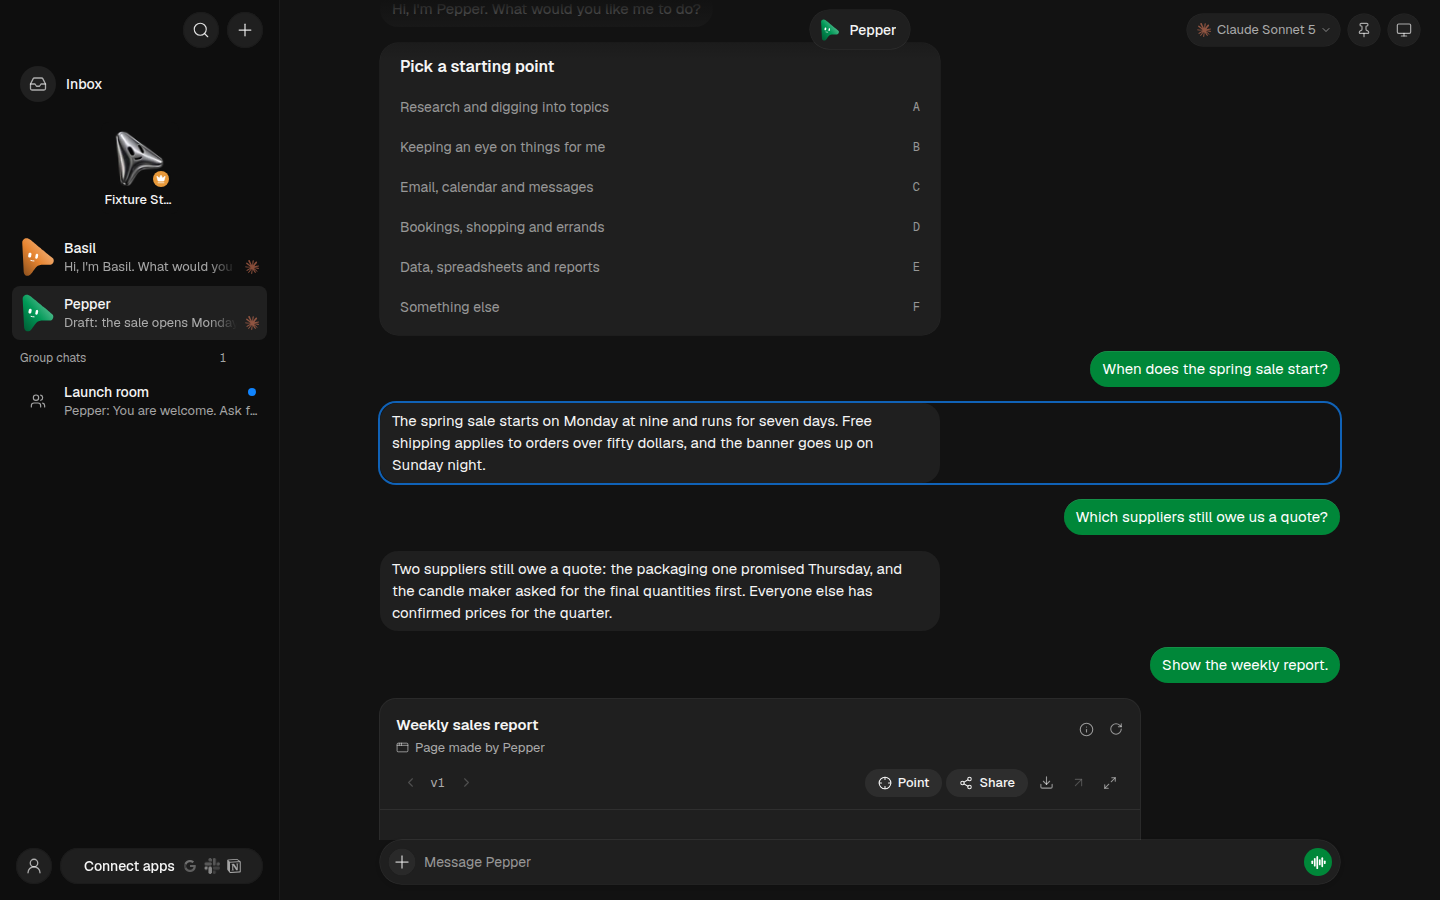 Inbox
Fixture St...
Basil
Hi, I'm Basil. What would you
Pepper
Draft: the sale opens Monday
Group chats 1
Launch room
Pepper: You are welcome. Ask f...
Connect apps
Hi, I'm Pepper. What would you like me to do?
Pepper
Claude Sonnet 5
Pick a starting point
Research and digging into topics A
Keeping an eye on things for me B
Email, calendar and messages C
Bookings, shopping and errands D
Data, spreadsheets and reports E
Something else F
When does the spring sale start?
The spring sale starts on Monday at nine and runs for seven days. Free
shipping applies to orders over fifty dollars, and the banner goes up on
Sunday night.
Which suppliers still owe us a quote?
Two suppliers still owe a quote: the packaging one promised Thursday, and
the candle maker asked for the final quantities first. Everyone else has
confirmed prices for the quarter.
Show the weekly report.
Weekly sales report
Page made by Pepper
v1
Point
Share
Message Pepper